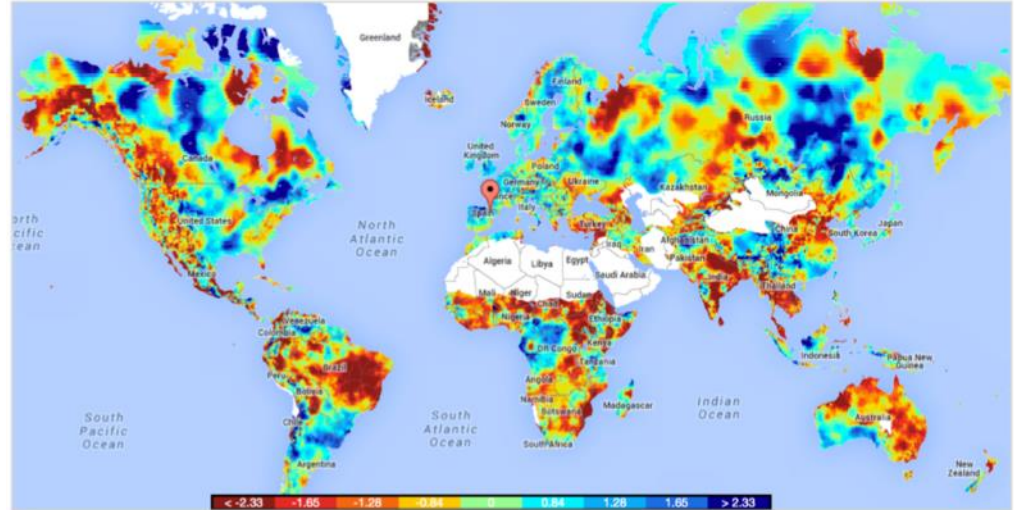 Greenland
Iceland
Finland
Sweden
Norway
Russia
Canada
United
Kingdom
Poland
Germany
Ukraine
Kazakhstan
Mongolia
Italy
Spain
United States
North
Atlantic
Ocean
Turkey
Japan
China
South Korea
Iraq
Iran
Afghanistan
Pakistan
Algeria
Libya
Egypt
Saudi Arabia
Mexico
India
Thailand
Mali
Niger
Chad
Sudan
Nigeria
Ethiopia
Venezuela
Colombia
DR Congo
Kenya
Tanzania
Indonesia
Papua New
Guinea
Peru
Brazil
Bolivia
Angola
Namibia
Botswana
Madagascar
Indian
Ocean
South
Pacific
Ocean
Chile
South
Atlantic
Ocean
Australia
South Africa
Argentina
New
Zealand
< -2.33 -1.65 -1.28 -0.84 0 0.84 1.28 1.65 > 2.33